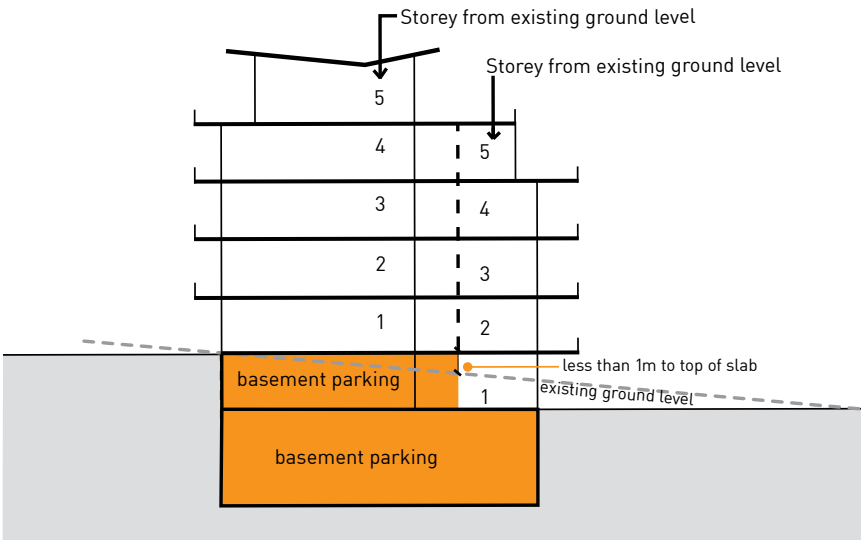 Storey from existing ground level
Storey from existing ground level
5
4
5
3
4
2
3
1
2
less than 1m to top of slab
basement parking
existing ground level
1
basement parking